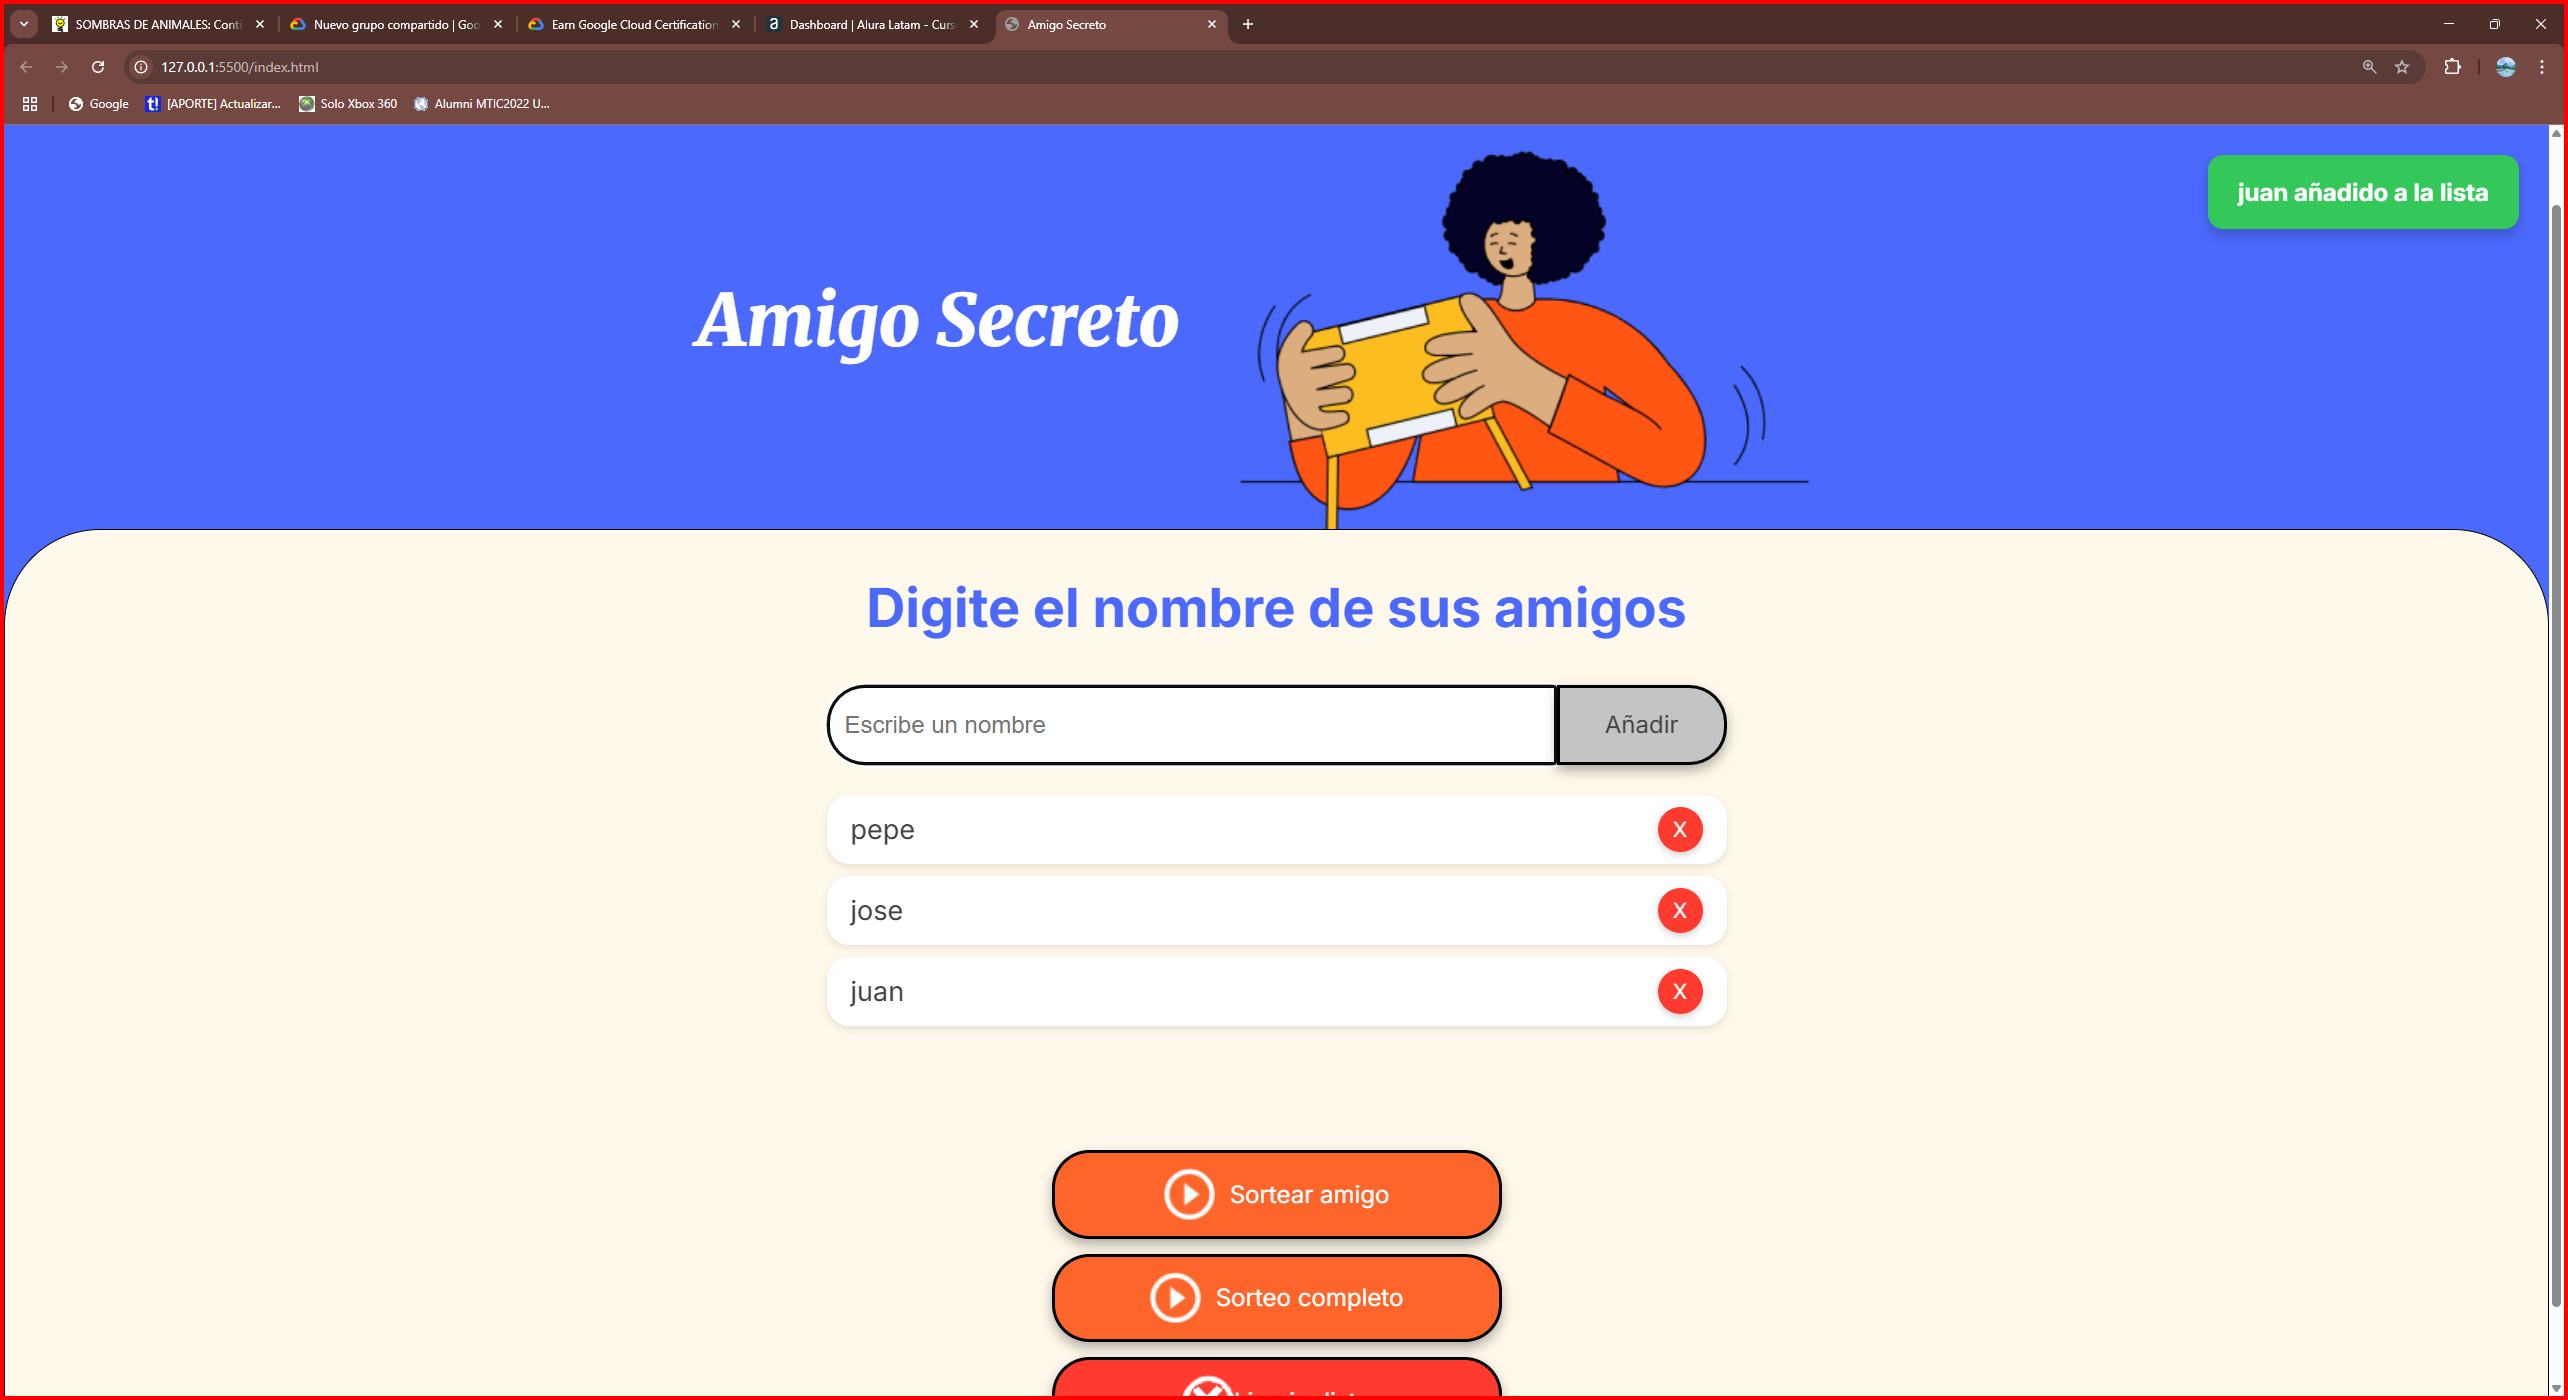 SOMBRAS DE ANIMALES: Conti
Nuevo grupo compartido | Goo
Earn Google Cloud Certification
Dashboard | Alura Latam - Curs
Amigo Secreto
127.0.0.1:5500/index.html
Google
[APORTE] Actualizar...
Solo Xbox 360
Alumni MTIC2022 U...
juan añadido a la lista
Amigo Secreto
Digite el nombre de sus amigos
Escribe un nombre
Añadir
pepe
X
jose
X
juan
X
Sortear amigo
Sorteo completo